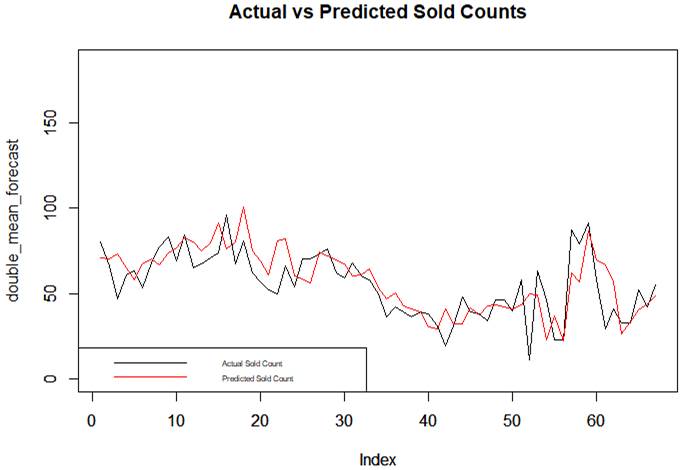 Actual vs Predicted Sold Counts
double_mean_forecast
150
100
50
0
Actual Sold Count
Predicted Sold Count
0 10 20 30 40 50 60
Index